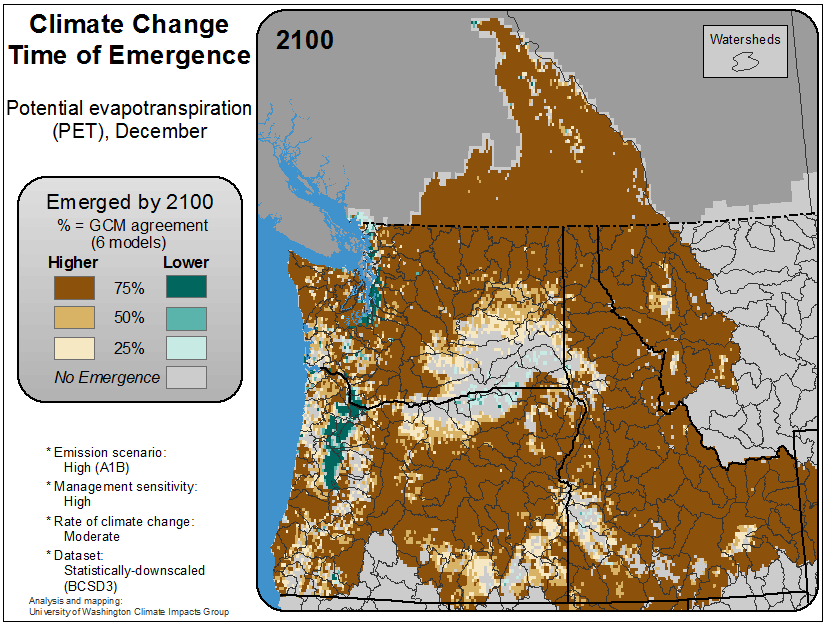 Climate Change
Time of Emergence
Potential evapotranspiration
(PET), December
Emerged by 2100
% = GCM agreement
(6 models)
Higher Lower
75%
50%
25%
No Emergence
* Emission scenario:
High (A1B)
* Management sensitivity:
High
* Rate of climate change:
Moderate
* Dataset:
Statistically-downscaled
(BCSD3)
Analysis and mapping:
University of Washington Climate Impacts Group
2100
Watersheds